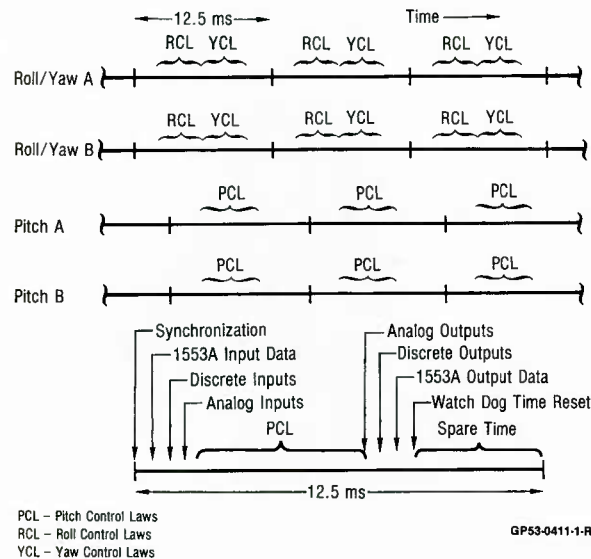 12.5 ms Time
RCL YCL RCL YCL RCL YCL
Roll/Yaw A
RCL YCL RCL YCL RCL YCL
Roll/Yaw B
PCL PCL PCL
Pitch A
PCL PCL PCL
Pitch B
Synchronization Analog Outputs
1553A Input Data Discrete Outputs
Discrete Inputs 1553A Output Data
Analog Inputs Watch Dog Time Reset
PCL Spare Time
12.5 ms
PCL – Pitch Control Laws
RCL – Roll Control Laws
YCL – Yaw Control Laws
GP53-0411-1-R